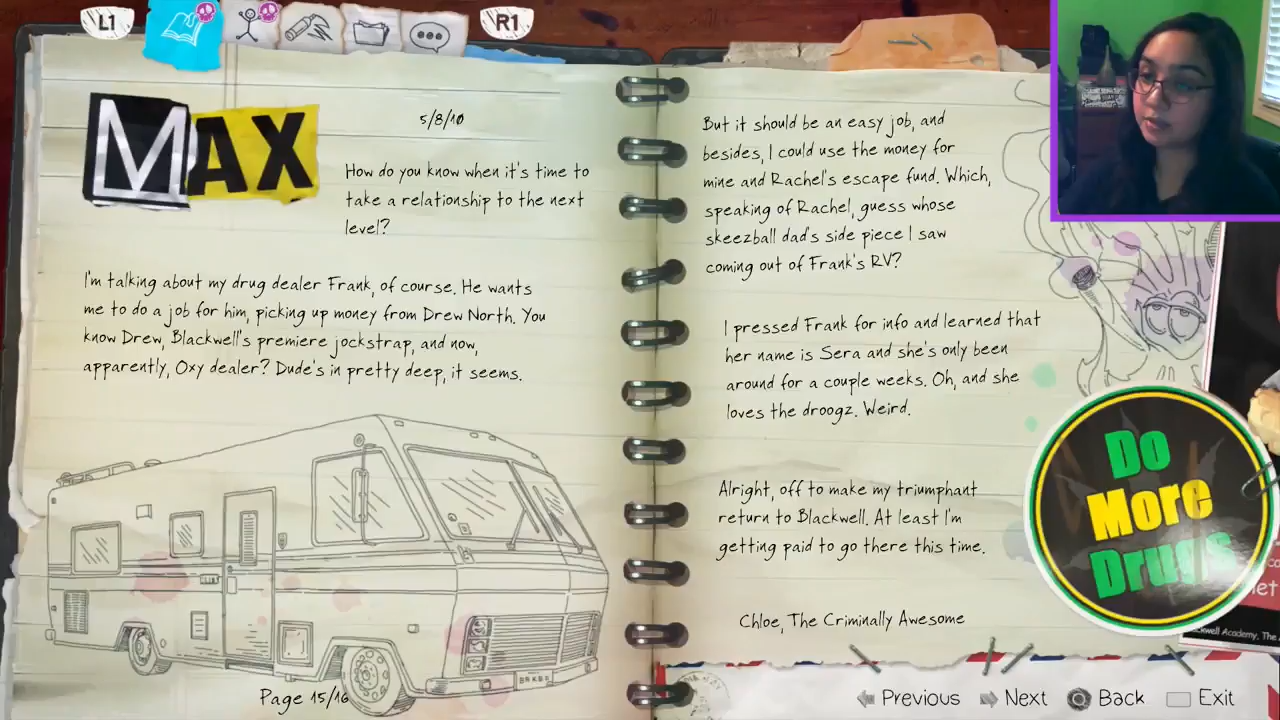 L1
R1
MAX
5/8/10
How do you know when it's time to
take a relationship to the next
level?
I'm talking about my drug dealer Frank, of course. He wants
me to do a job for him, picking up money from Drew North. You
know Drew, Blackwell's premiere jockstrap, and now,
apparently, Oxy dealer? Dude's in pretty deep, it seems.
Page 15/16
But it should be an easy job, and
besides, I could use the money for
mine and Rachel's escape fund. Which,
speaking of Rachel, guess whose
skeezball dad's side piece I saw
coming out of Frank's RV?
I pressed Frank for info and learned that
her name is Sera and she's only been
around for a couple weeks. Oh, and she
loves the droogz. Weird.
Alright, off to make my triumphant
return to Blackwell. At least I'm
getting paid to go there this time.
Chloe, The Criminally Awesome
Do
More
Drugs
Previous
Next
Back
Exit